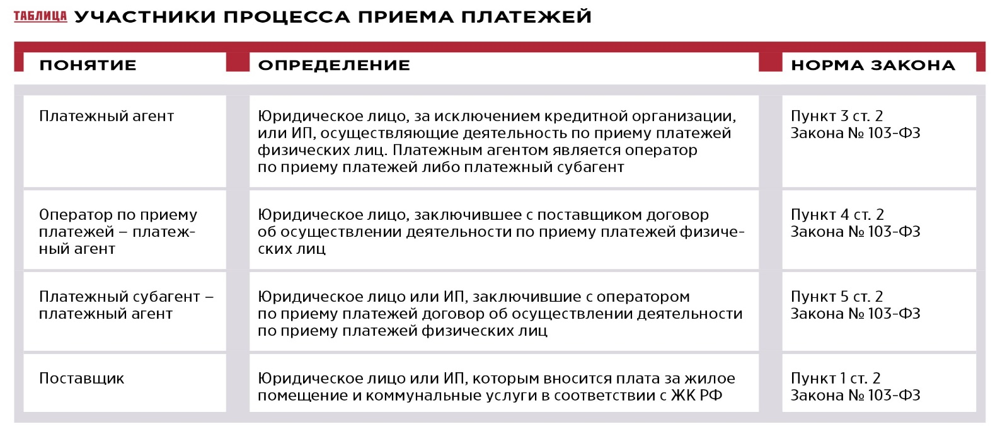 ТАБЛИЦА УЧАСТНИКИ ПРОЦЕССА ПРИЕМА ПЛАТЕЖЕЙ
ПОНЯТИЕ
ОПРЕДЕЛЕНИЕ
НОРМА ЗАКОНА
Платежный агент
Юридическое лицо, за исключением кредитной организации,
или ИП, осуществляющие деятельность по приему платежей
физических лиц. Платежным агентом является оператор
по приему платежей либо платежный субагент
Пункт 3 ст. 2
Закона № 103-ФЗ
Оператор по приему
платежей – платеж-
ный агент
Юридическое лицо, заключившее с поставщиком договор
об осуществлении деятельности по приему платежей физиче-
ских лиц
Пункт 4 ст. 2
Закона № 103-ФЗ
Платежный субагент –
платежный агент
Юридическое лицо или ИП, заключившие с оператором
по приему платежей договор об осуществлении деятельности
по приему платежей физических лиц
Пункт 5 ст. 2
Закона № 103-ФЗ
Поставщик
Юридическое лицо или ИП, которым вносится плата за жилое
помещение и коммунальные услуги в соответствии с ЖК РФ
Пункт 1 ст. 2
Закона № 103-ФЗ